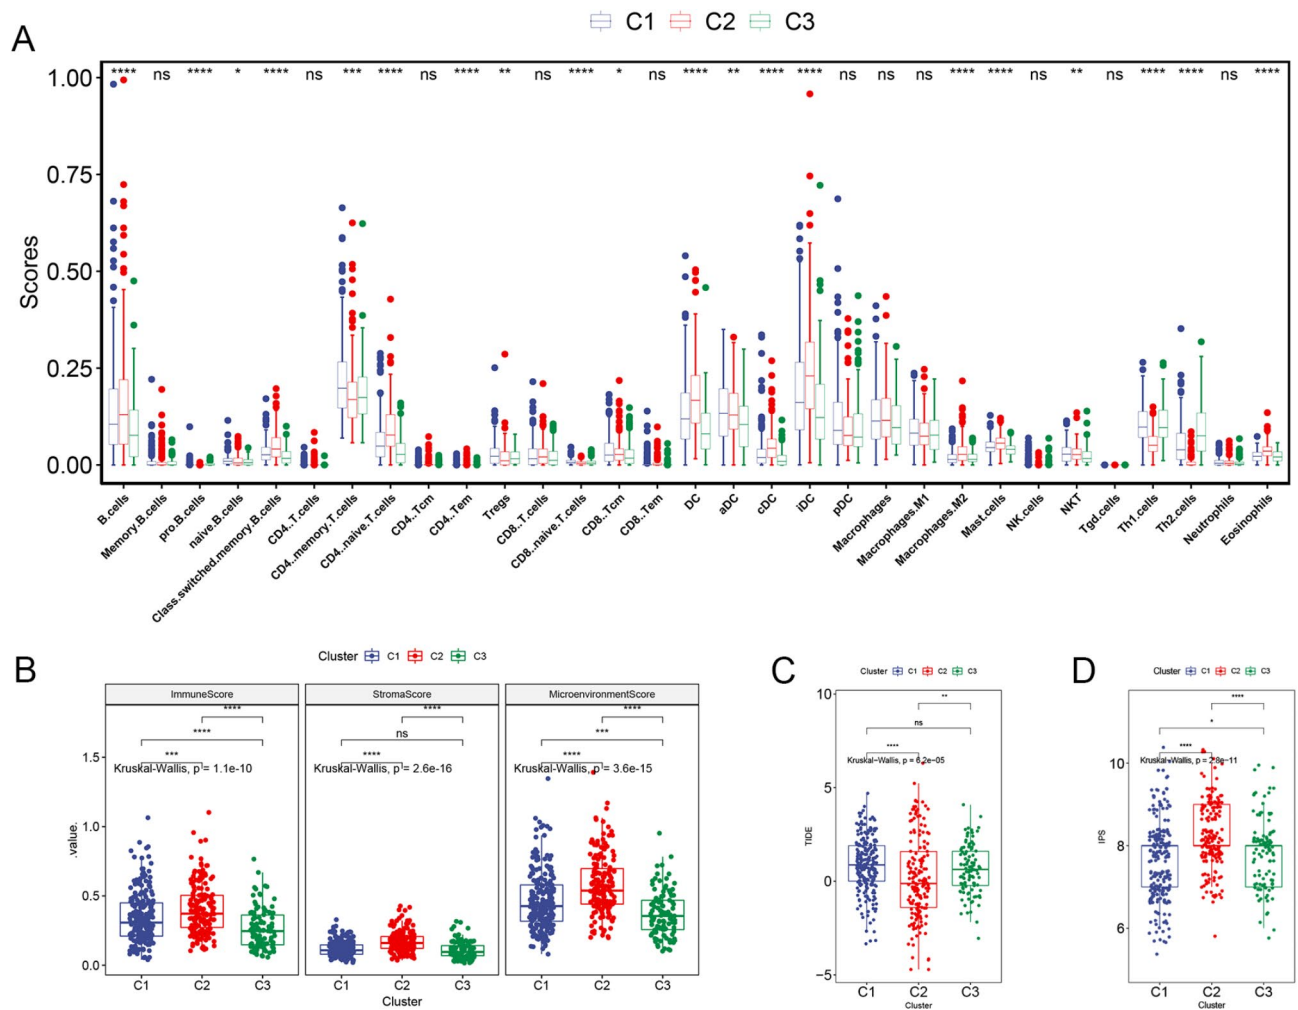 C1 C2 C3
A
**** ns **** * **** ns *** **** ns **** ** ns **** * ns **** ** **** **** ns ns ns **** **** ns ** ns **** **** ns ****
1.00
0.75
0.50
0.25
0.00
Scores
B.cells
Memory.B.cells
pro.B.cells
naive.B.cells
Class.switched.memory.B.cells
CD4..T.cells
CD4..memory.T.cells
CD4..naive.T.cells
CD4..Tcm
CD4..Tem
Tregs
CD8..T.cells
CD8..naive.T.cells
CD8..Tcm
CD8..Tem
DC
aDC
cDC
iDC
pDC
Macrophages
Macrophages.M1
Macrophages.M2
Mast.cells
NK.cells
NKT
Tgd.cells
Th1.cells
Th2.cells
Neutrophils
Eosinophils
B
Cluster C1 C2 C3
ImmuneScore StromaScore MicroenvironmentScore
**** **** ****
**** ns ***
*** **** ****
Kruskal-Wallis, p = 1.1e-10 Kruskal-Wallis, p = 2.6e-16 Kruskal-Wallis, p = 3.6e-15
1.5
1.0
0.5
0.0
.value.
C1 C2 C3 C1 C2 C3 C1 C2 C3
Cluster
C
Cluster C1 C2 C3
**
ns
****
Kruskal-Wallis, p = 6.2e-05
10
5
0
-5
TIDE
C1 C2 C3
Cluster
D
Cluster C1 C2 C3
****
*
****
Kruskal-Wallis, p = 2.8e-11
10
8
6
IPS
C1 C2 C3
Cluster